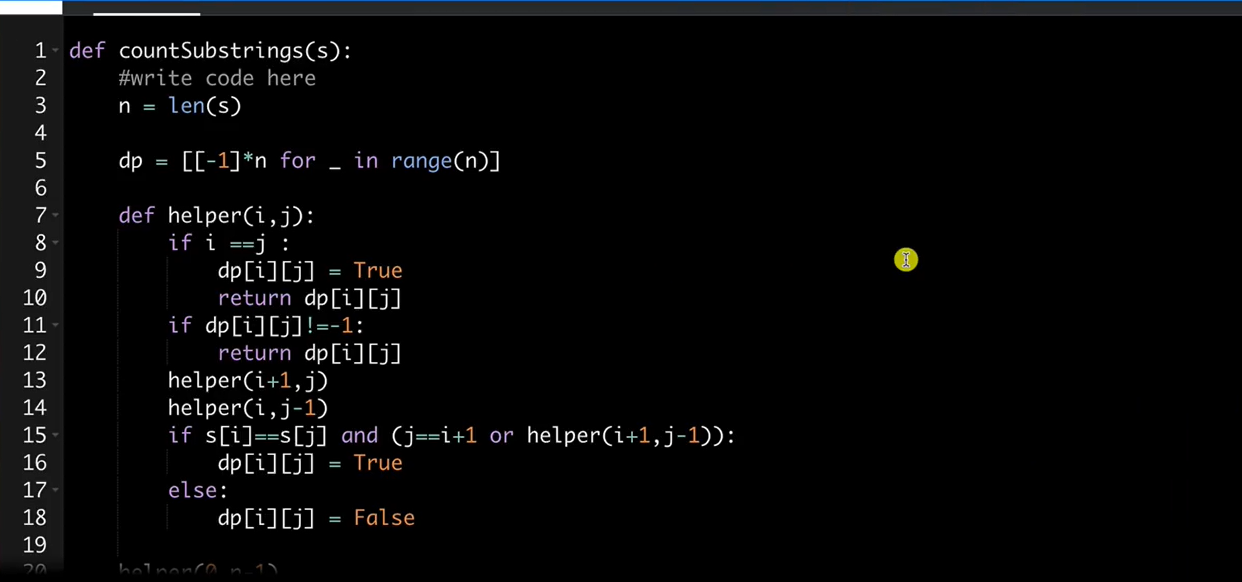 1 def countSubstrings(s):
2 #write code here
3 n = len(s)
4
5 dp = [[-1]*n for _ in range(n)]
6
7 def helper(i,j):
8 if i ==j :
9 dp[i][j] = True
10 return dp[i][j]
11 if dp[i][j]!=-1:
12 return dp[i][j]
13 helper(i+1,j)
14 helper(i,j-1)
15 if s[i]==s[j] and (j==i+1 or helper(i+1,j-1)):
16 dp[i][j] = True
17 else:
18 dp[i][j] = False
19
20 helper(0,n-1)